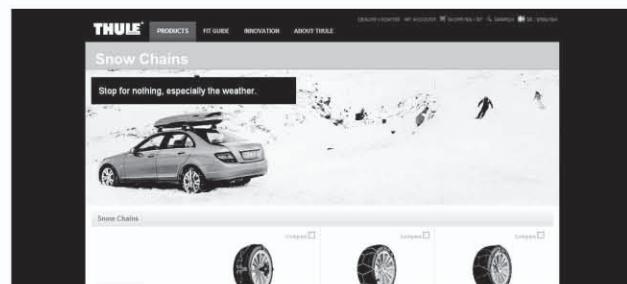 THULE
PRODUCTS FIT GUIDE INNOVATION ABOUT THULE
Snow Chains
Stop for nothing, especially the weather.
Snow Chains
Compare Compare Compare